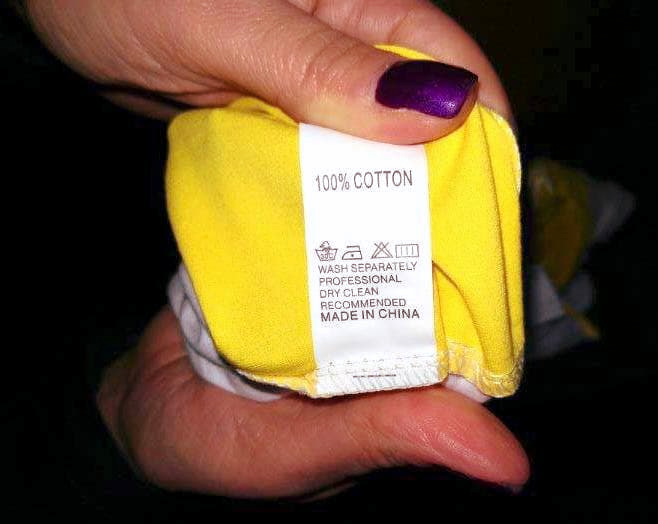 100% COTTON
WASH SEPARATELY
PROFESSIONAL
DRY CLEAN
RECOMMENDED
MADE IN CHINA